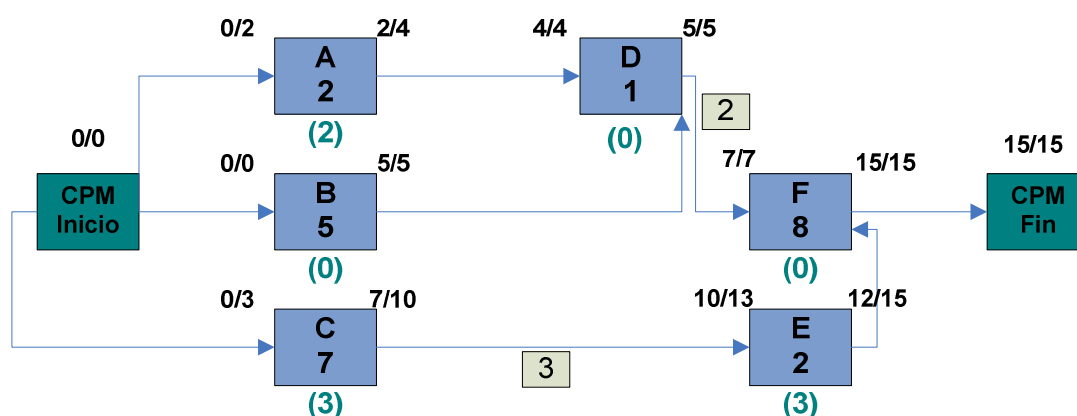 0/2 2/4 4/4 5/5
A
2
(2)
D
1
(0)
2
0/0
CPM
Inicio
0/0 5/5
B
5
(0)
7/7 15/15
F
8
(0)
15/15
CPM
Fin
0/3 7/10
C
7
(3)
3
10/13 12/15
E
2
(3)